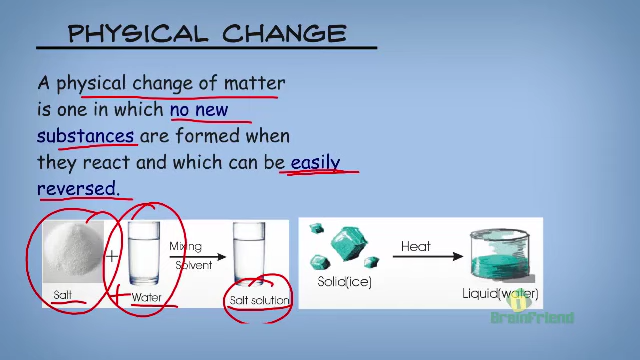 PHYSICAL CHANGE
A physical change of matter
is one in which no new
substances are formed when
they react and which can be easily
reversed.
+
Mixing
Solvent
Salt
+
Water
Salt solution
Heat
Solid(ice)
Liquid(water)
BrainFriend